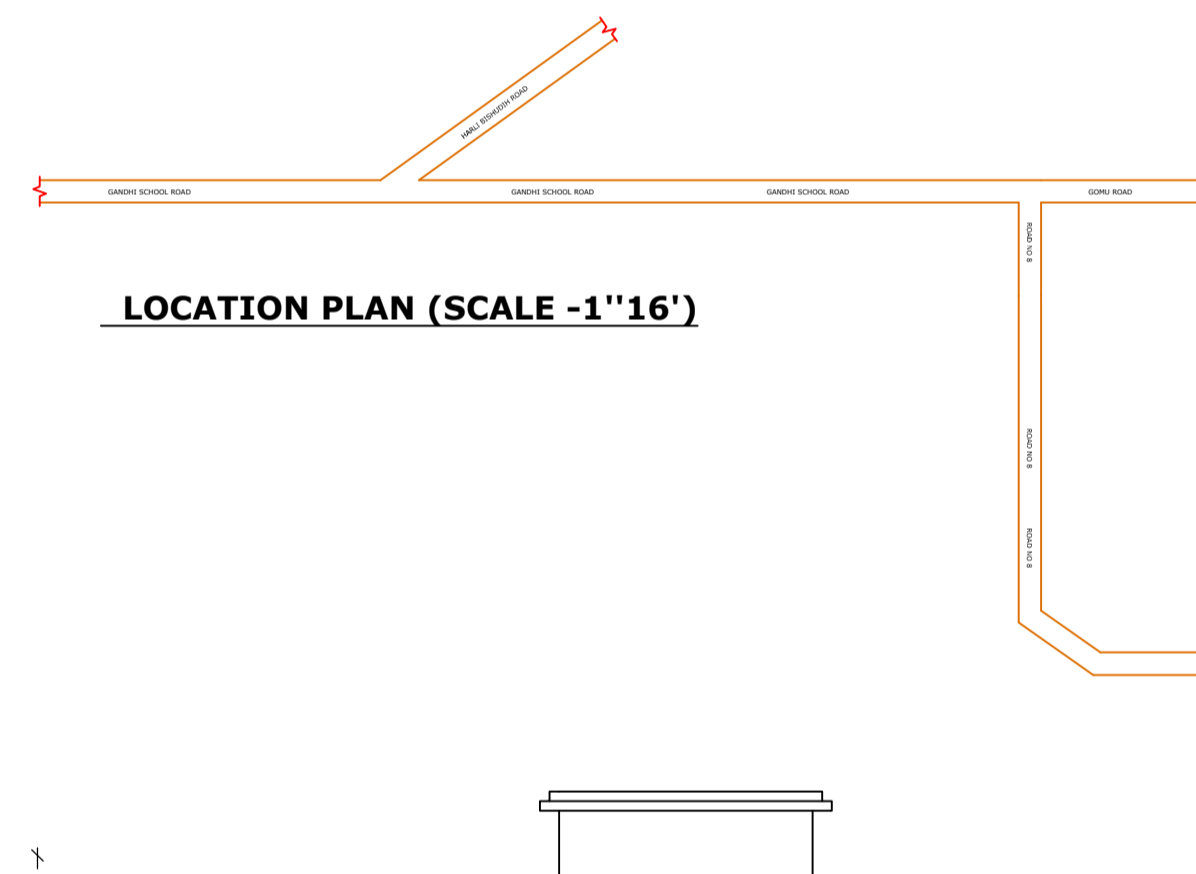 HARLI BISHUDIH ROAD
GANDHI SCHOOL ROAD
GANDHI SCHOOL ROAD
GANDHI SCHOOL ROAD
GOMU ROAD
ROAD NO 8
LOCATION PLAN (SCALE -1''16')
ROAD NO 8
ROAD NO 8